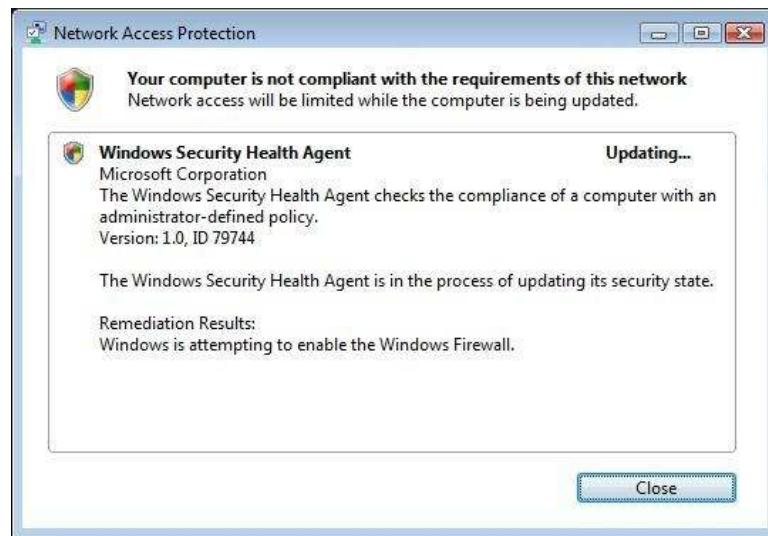 Network Access Protection
Your computer is not compliant with the requirements of this network
Network access will be limited while the computer is being updated.
Windows Security Health Agent Updating...
Microsoft Corporation
The Windows Security Health Agent checks the compliance of a computer with an
administrator-defined policy.
Version: 1.0, ID 79744
The Windows Security Health Agent is in the process of updating its security state.
Remediation Results:
Windows is attempting to enable the Windows Firewall.
Close